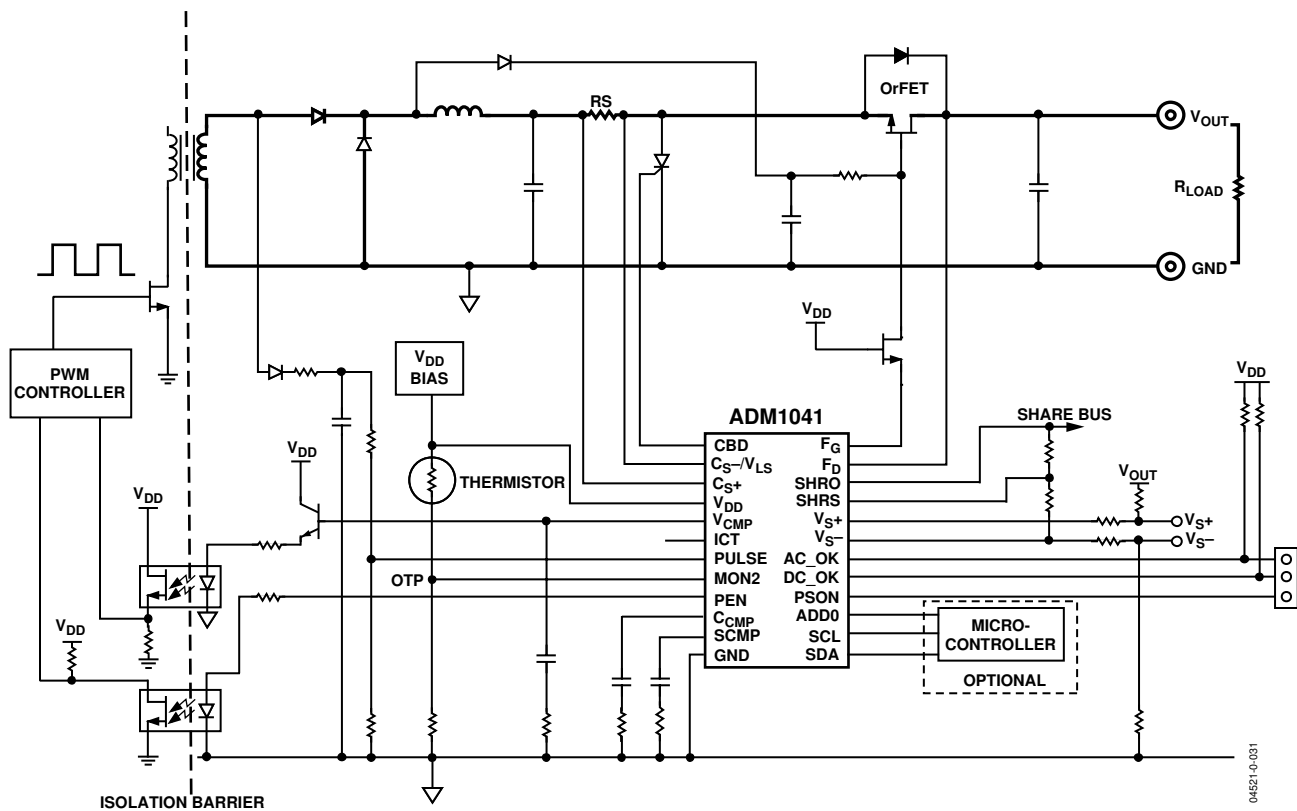 OrFET
RS
VOUT
RLOAD
GND
VDD
PWM
CONTROLLER
VDD
BIAS
VDD
ADM1041
SHARE BUS
VDD
THERMISTOR
VOUT
VDD
OTP
VDD
CBD
CS–/VLS
CS+
VDD
VCMP
ICT
PULSE
MON2
PEN
CCMP
SCMP
GND
FG
FD
SHRO
SHRS
VS+
VS–
AC_OK
DC_OK
PSON
ADD0
SCL
SDA
VS+
VS–
MICRO-
CONTROLLER
OPTIONAL
ISOLATION BARRIER
04521-0-031